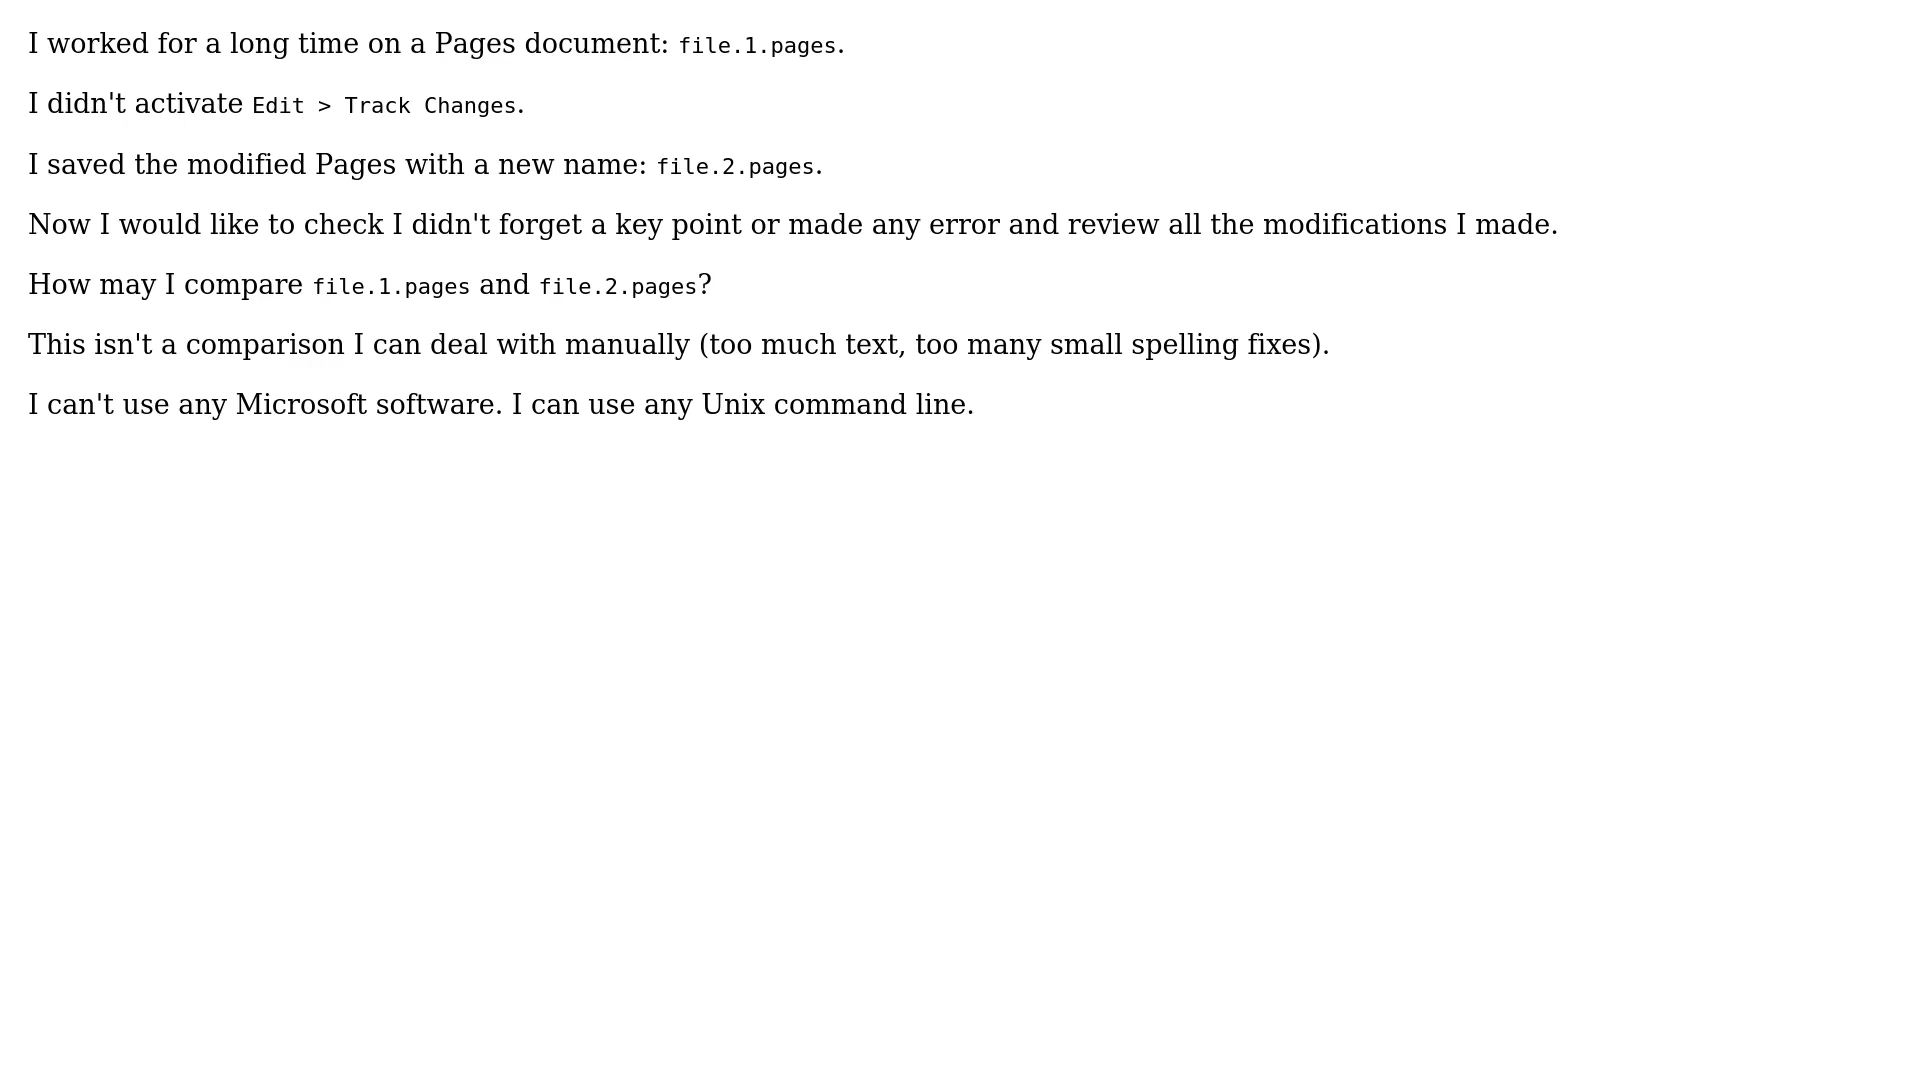 I worked for a long time on a Pages document: file.1.pages.
I didn't activate Edit > Track Changes.
I saved the modified Pages with a new name: file.2.pages.
Now I would like to check I didn't forget a key point or made any error and review all the modifications I made.
How may I compare file.1.pages and file.2.pages?
This isn't a comparison I can deal with manually (too much text, too many small spelling fixes).
I can't use any Microsoft software. I can use any Unix command line.